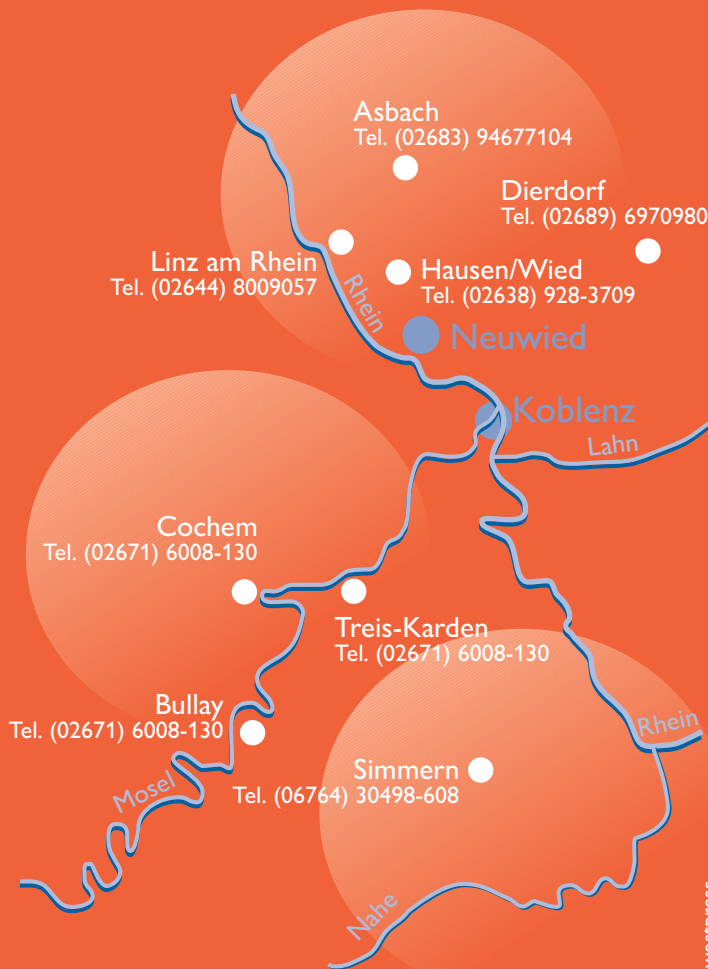 Asbach
Tel. (02683) 94677104
Dierdorf
Tel. (02689) 6970980
Linz am Rhein
Tel. (02644) 8009057
Hausen/Wied
Tel. (02638) 928-3709
Rhein
Neuwied
Koblenz
Lahn
Cochem
Tel. (02671) 6008-130
Treis-Karden
Tel. (02671) 6008-130
Bullay
Tel. (02671) 6008-130
Rhein
Mosel
Simmern
Tel. (06764) 30498-608
Nahe
westpress